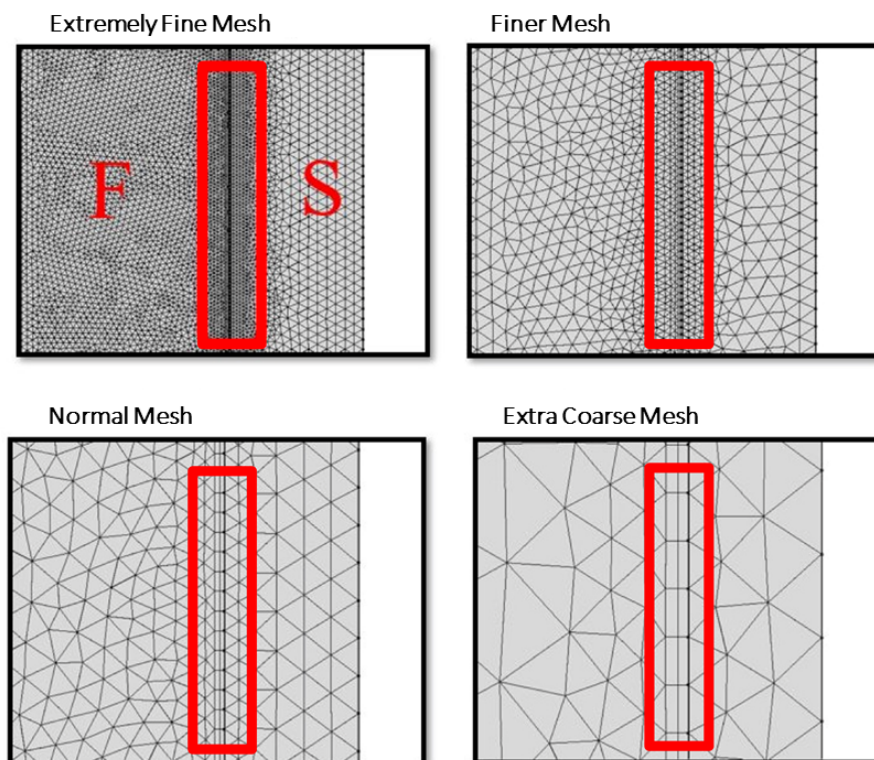 Extremely Fine Mesh
Finer Mesh
F
S
Normal Mesh
Extra Coarse Mesh